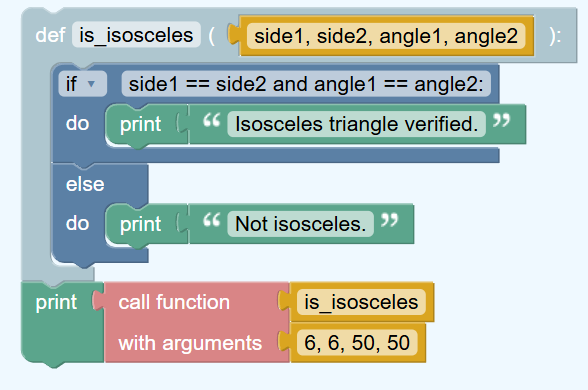 def is_isosceles ( side1, side2, angle1, angle2 ):
if ▾ side1 == side2 and angle1 == angle2:
do print “ Isosceles triangle verified. ”
else
do print “ Not isosceles. ”
print call function is_isosceles
with arguments 6, 6, 50, 50